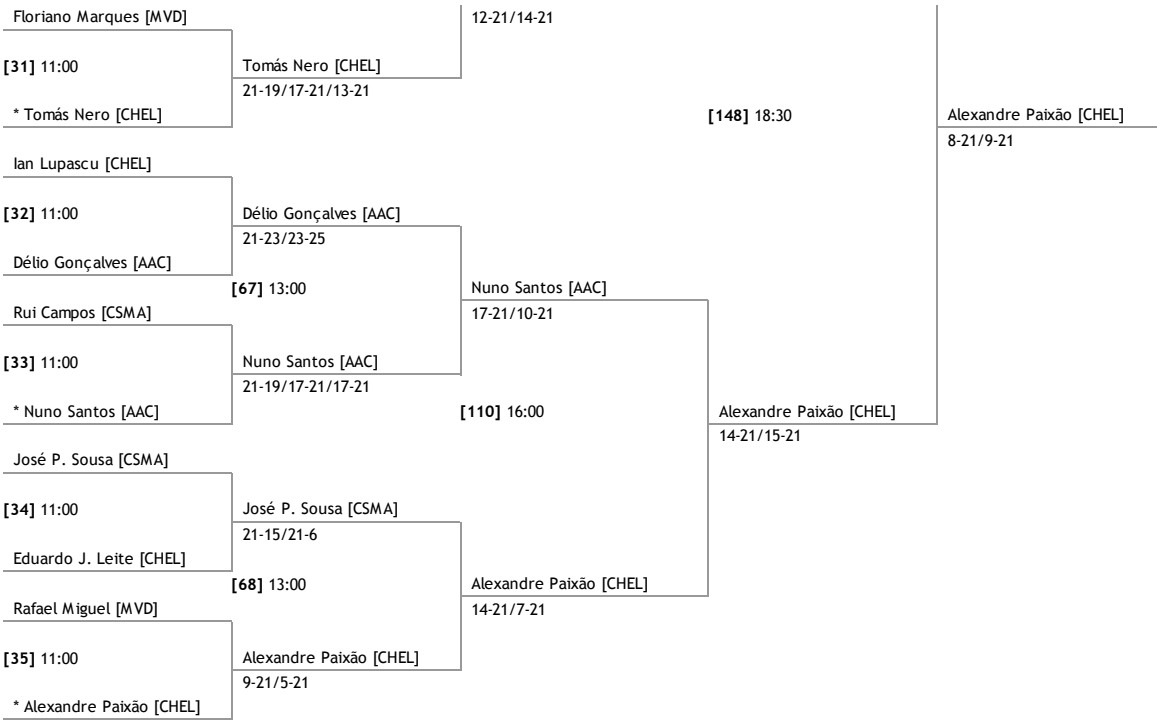 Floriano Marques [MVD]
12-21/14-21
[31] 11:00
Tomás Nero [CHEL]
21-19/17-21/13-21
* Tomás Nero [CHEL]
[148] 18:30
Alexandre Paixão [CHEL]
8-21/9-21
Ian Lupascu [CHEL]
[32] 11:00
Délio Gonçalves [AAC]
21-23/23-25
Délio Gonçalves [AAC]
[67] 13:00
Nuno Santos [AAC]
17-21/10-21
Rui Campos [CSMA]
[33] 11:00
Nuno Santos [AAC]
21-19/17-21/17-21
* Nuno Santos [AAC]
[110] 16:00
Alexandre Paixão [CHEL]
14-21/15-21
José P. Sousa [CSMA]
[34] 11:00
José P. Sousa [CSMA]
21-15/21-6
Eduardo J. Leite [CHEL]
[68] 13:00
Alexandre Paixão [CHEL]
14-21/7-21
Rafael Miguel [MVD]
[35] 11:00
Alexandre Paixão [CHEL]
9-21/5-21
* Alexandre Paixão [CHEL]